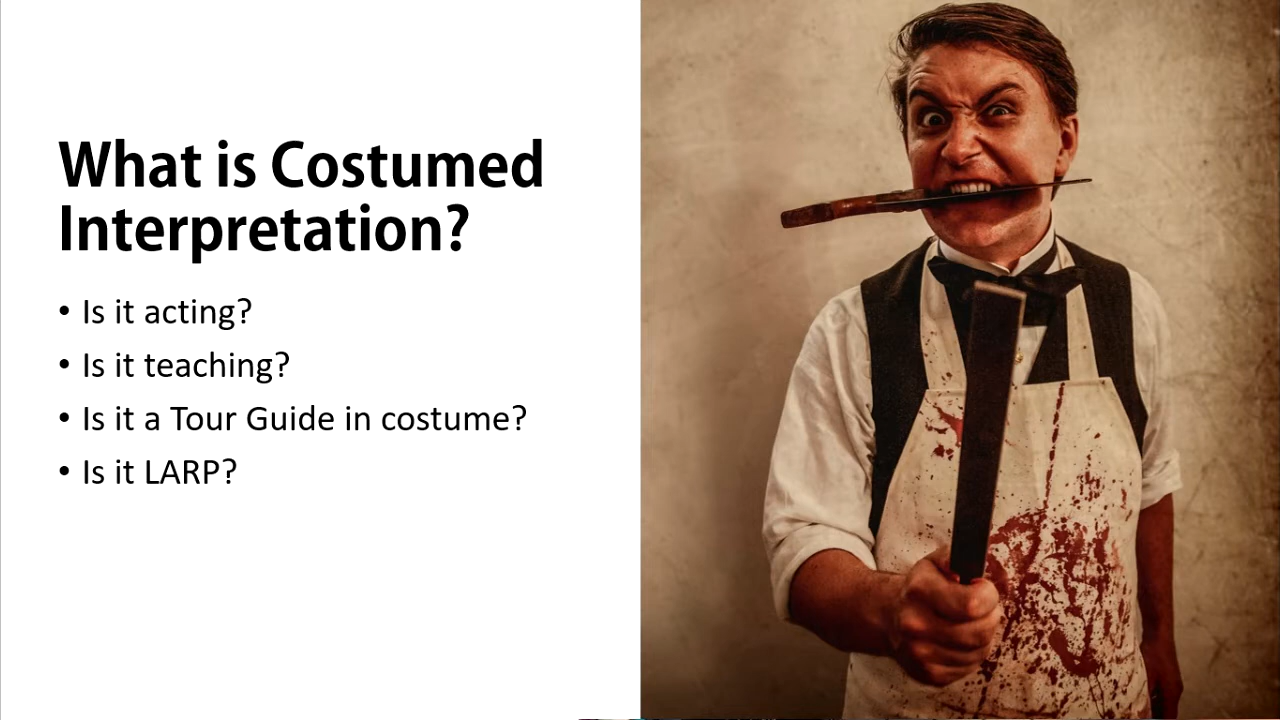 What is Costumed
Interpretation?
• Is it acting?
• Is it teaching?
• Is it a Tour Guide in costume?
• Is it LARP?